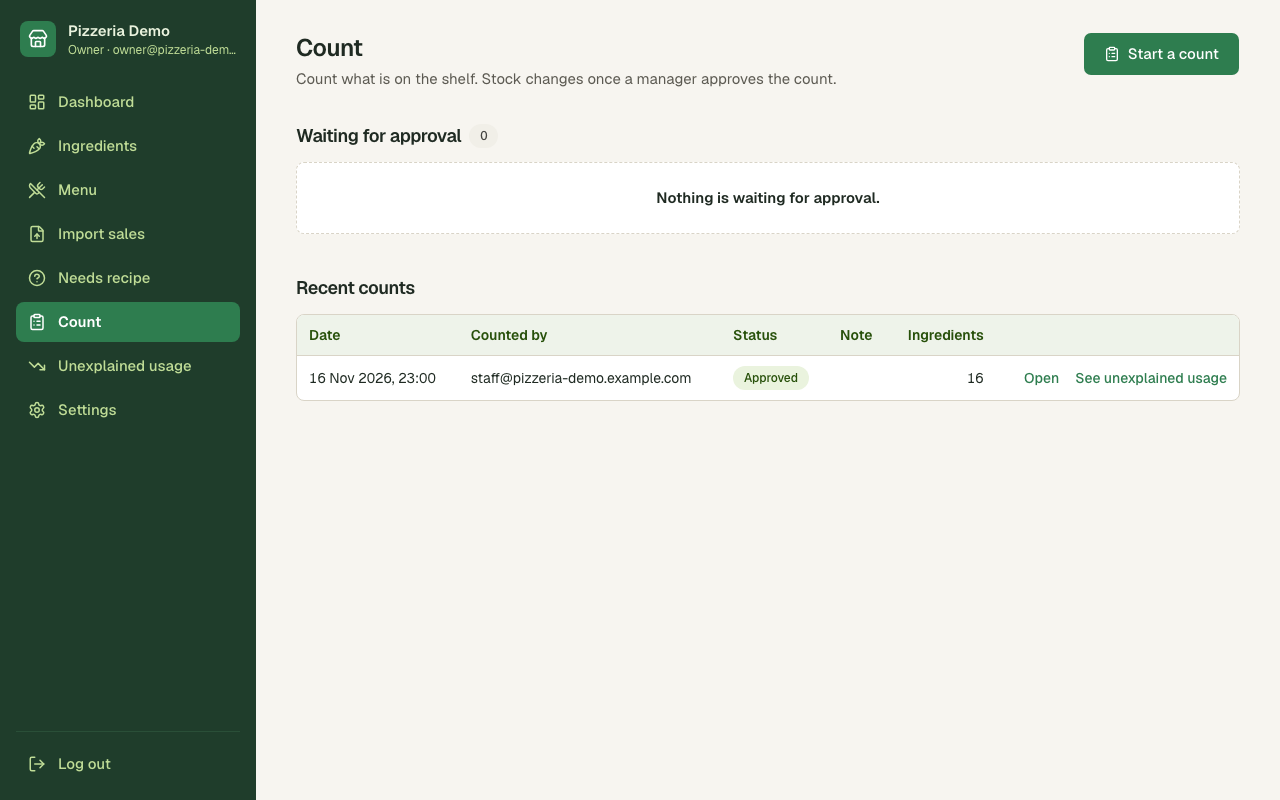 Pizzeria Demo
Owner · owner@pizzeria-dem...
Dashboard
Ingredients
Menu
Import sales
Needs recipe
Count
Unexplained usage
Settings
Log out
Count
Count what is on the shelf. Stock changes once a manager approves the count.
Start a count
Waiting for approval 0
Nothing is waiting for approval.
Recent counts
Date Counted by Status Note Ingredients
16 Nov 2026, 23:00 staff@pizzeria-demo.example.com Approved 16 Open See unexplained usage